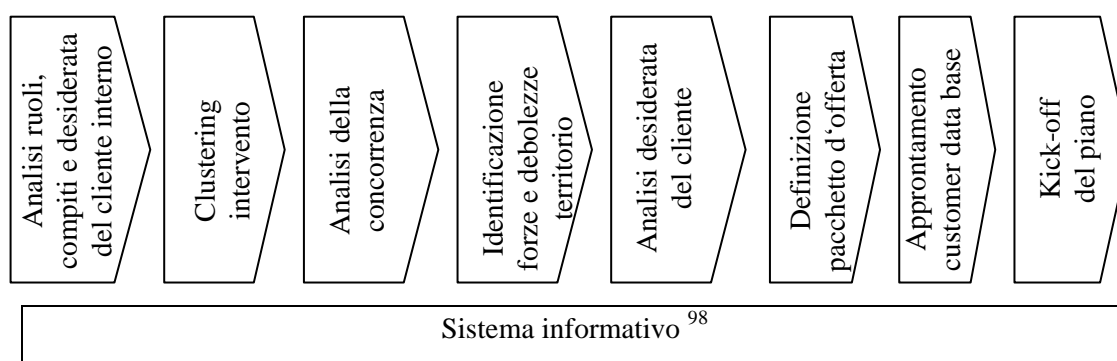 Analisi ruoli,
compiti e desiderata
del cliente interno
Clustering
intervento
Analisi della
concorrenza
Identificazione
forze e debolezze
territorio
Analisi desiderata
del cliente
Definizione
pacchetto d‘offerta
Approntamento
customer data base
Kick-off
del piano
Sistema informativo 98